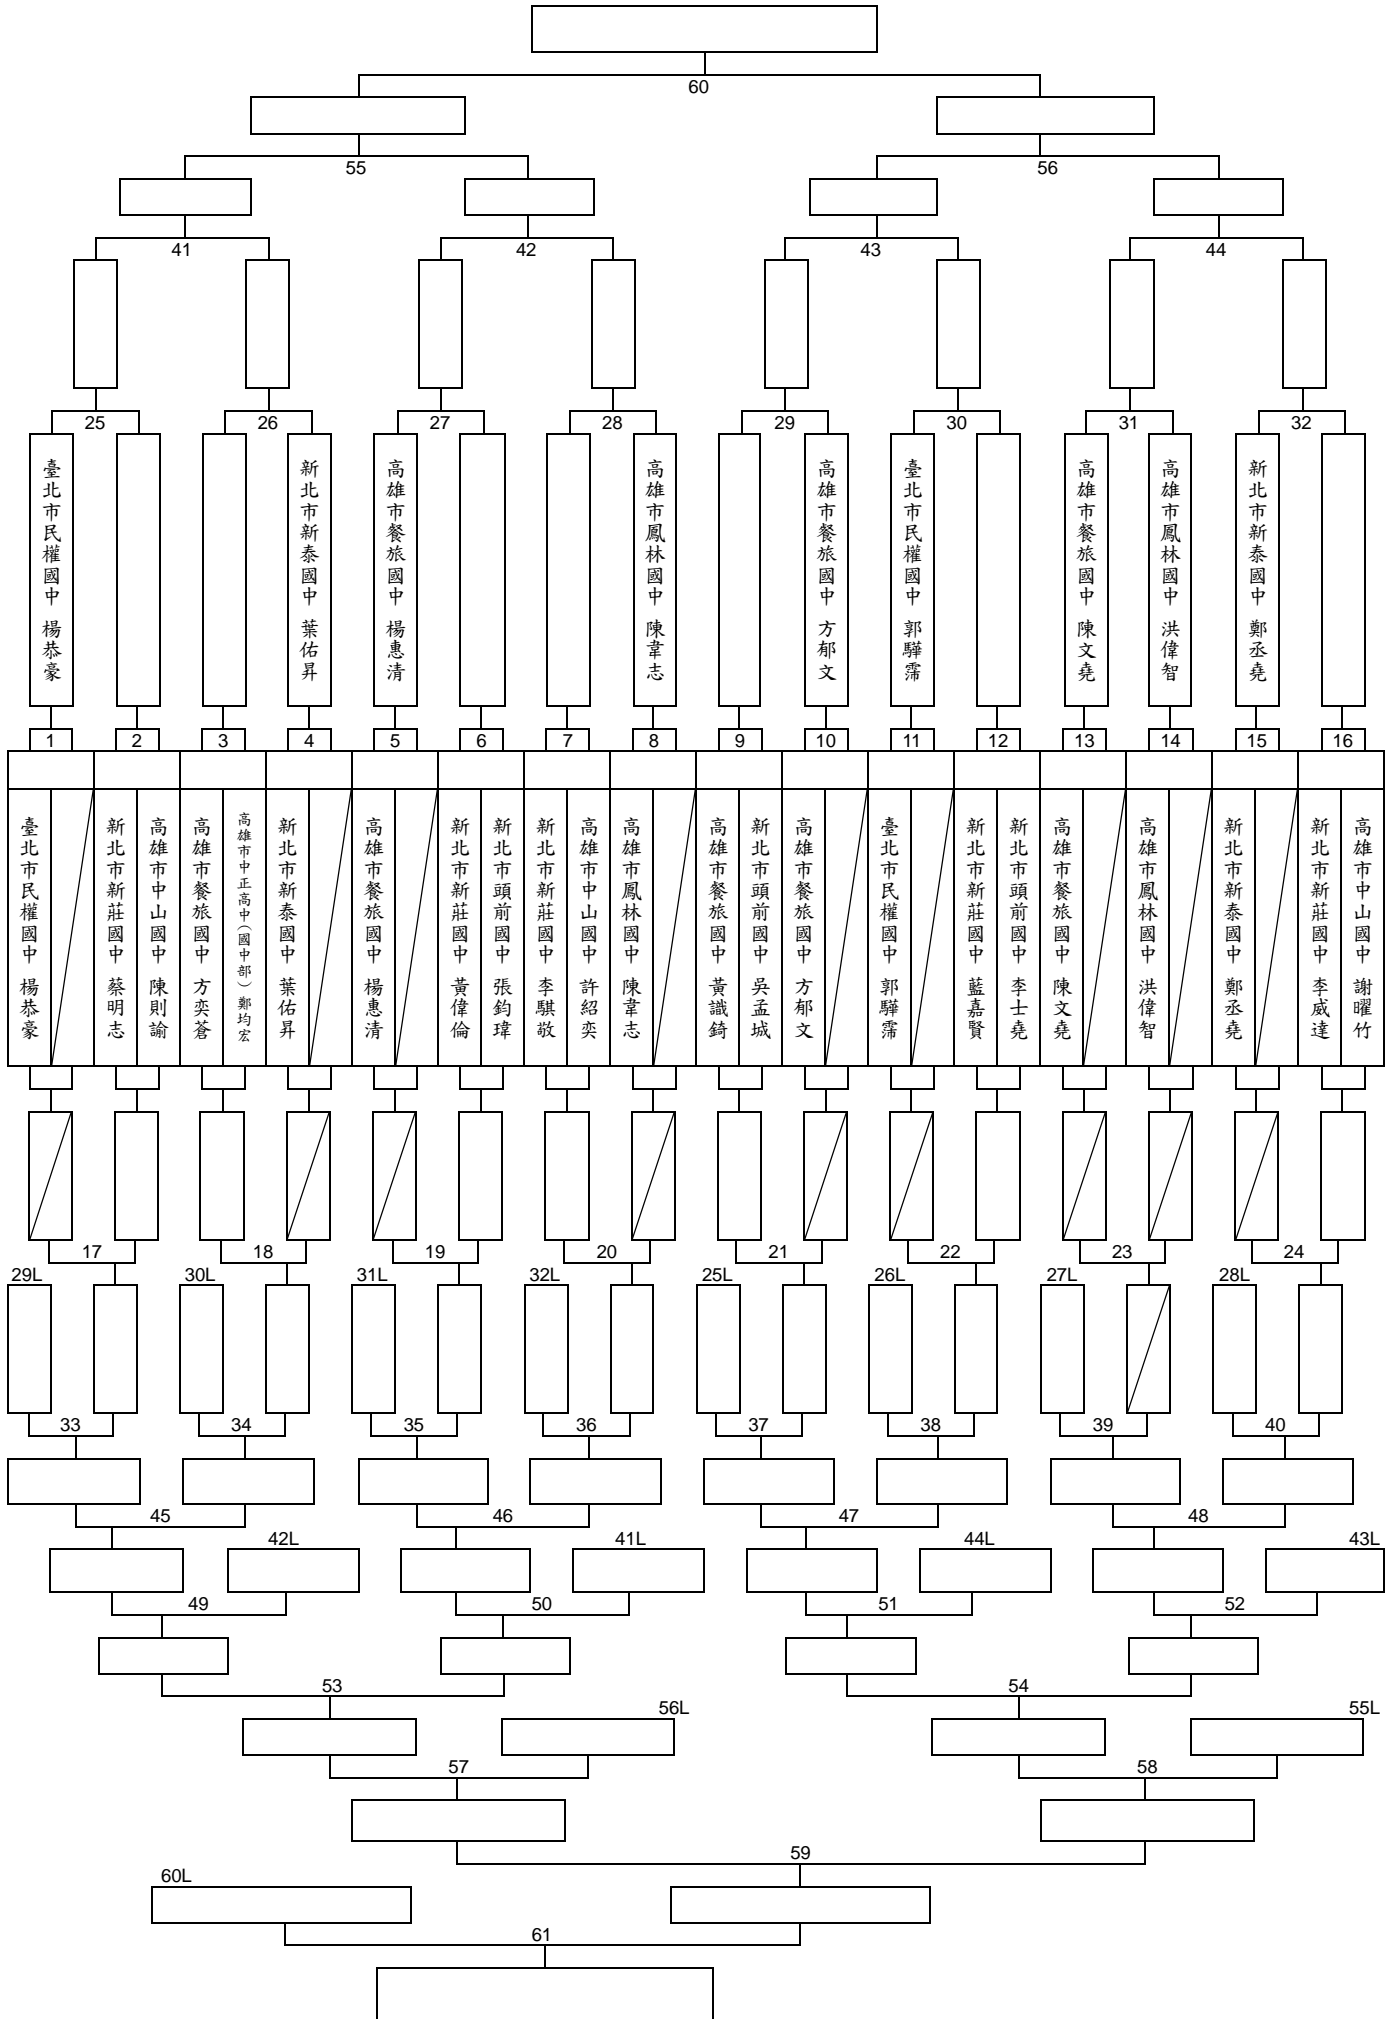 60
55
56
41
42
43
44
25
26
27
28
29
30
31
32
臺北市民權國中 楊恭豪
新北市新泰國中 葉佑昇
高雄市餐旅國中 楊惠清
高雄市鳳林國中 陳韋志
高雄市餐旅國中 方郁文
臺北市民權國中 郭驊霈
高雄市餐旅國中 陳文堯
高雄市鳳林國中 洪偉智
新北市新泰國中 鄭丞堯
1
2
3
4
5
6
7
8
9
10
11
12
13
14
15
16
臺北市民權國中 楊恭豪
新北市新莊國中 蔡明志
高雄市中山國中 陳則諭
高雄市餐旅國中 方奕蒼
高雄市中正高中(國中部) 鄭均宏
新北市新泰國中 葉佑昇
高雄市餐旅國中 楊惠清
新北市新莊國中 黃偉倫
新北市頭前國中 張鈞瑋
新北市新莊國中 李騏敬
高雄市中山國中 許紹奕
高雄市鳳林國中 陳韋志
高雄市餐旅國中 黃識錡
新北市頭前國中 吳孟城
高雄市餐旅國中 方郁文
臺北市民權國中 郭驊霈
新北市新莊國中 藍嘉賢
新北市頭前國中 李士堯
高雄市餐旅國中 陳文堯
高雄市鳳林國中 洪偉智
新北市新泰國中 鄭丞堯
新北市新莊國中 李威達
高雄市中山國中 謝曜竹
17
18
19
20
21
22
23
24
29L
30L
31L
32L
25L
26L
27L
28L
33
34
35
36
37
38
39
40
45
46
47
48
42L
41L
44L
43L
49
50
51
52
53
54
56L
55L
57
58
59
60L
61